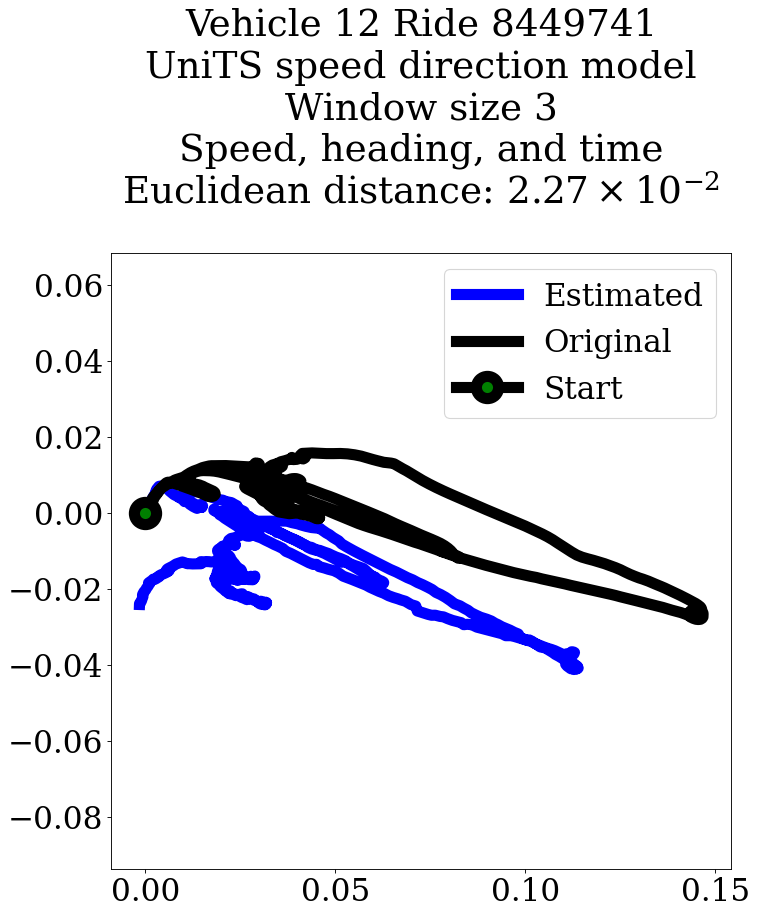 Vehicle 12 Ride 8449741
UniTS speed direction model
Window size 3
Speed, heading, and time
Euclidean distance: 2.27 × 10⁻²
Estimated
Original
Start
0.06
0.04
0.02
0.00
−0.02
−0.04
−0.06
−0.08
0.00 0.05 0.10 0.15